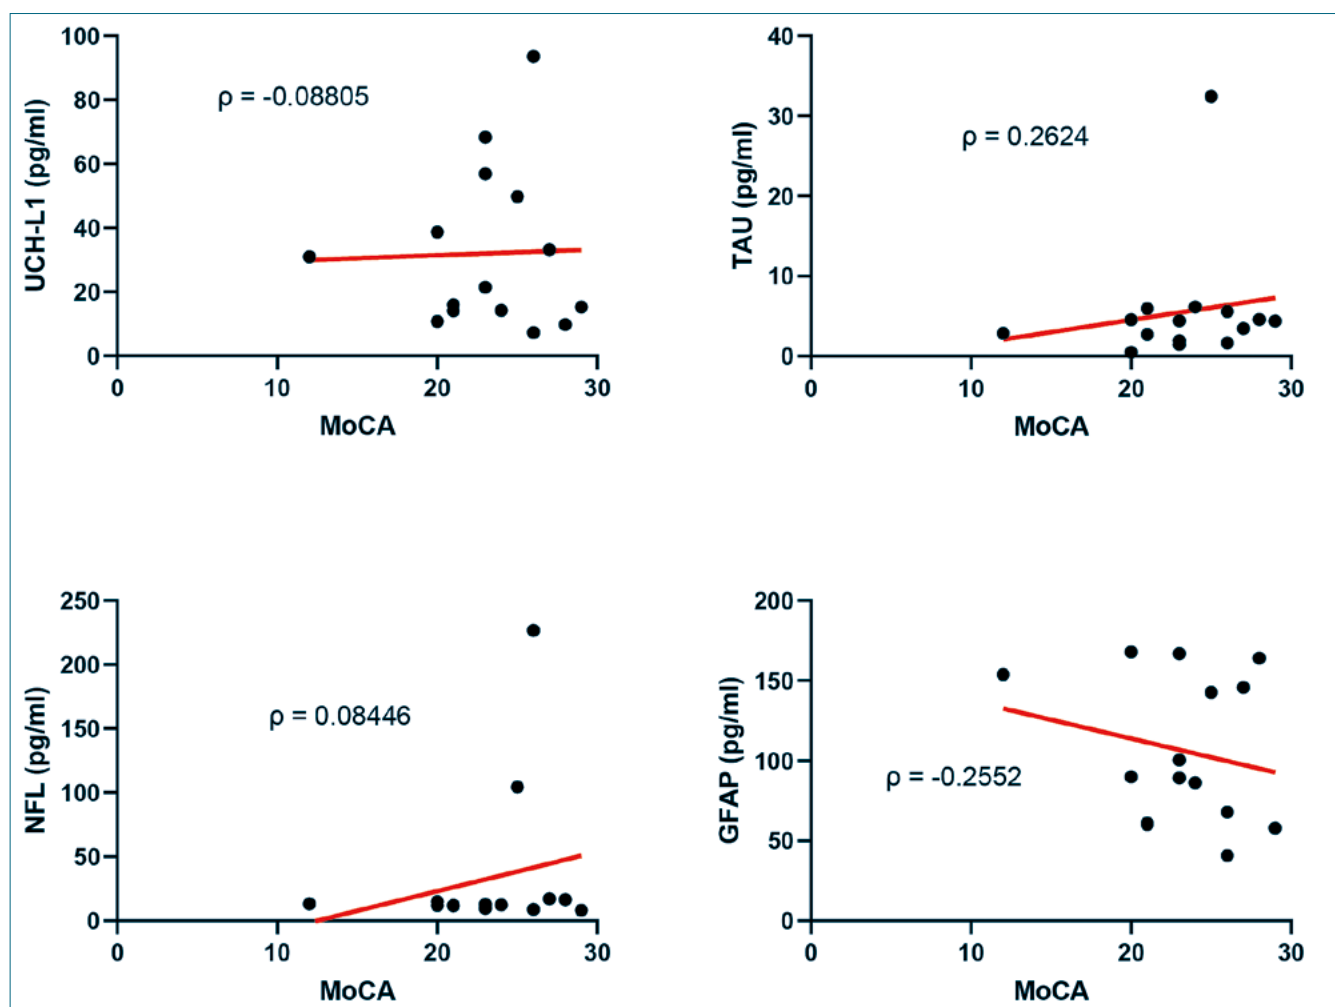 100
80
60
40
20
0
UCH-L1 (pg/ml)
ρ = -0.08805
0 10 20 30
MoCA
40
30
20
10
0
TAU (pg/ml)
ρ = 0.2624
0 10 20 30
MoCA
250
200
150
100
50
0
NFL (pg/ml)
ρ = 0.08446
0 10 20 30
MoCA
200
150
100
50
0
GFAP (pg/ml)
ρ = -0.2552
0 10 20 30
MoCA